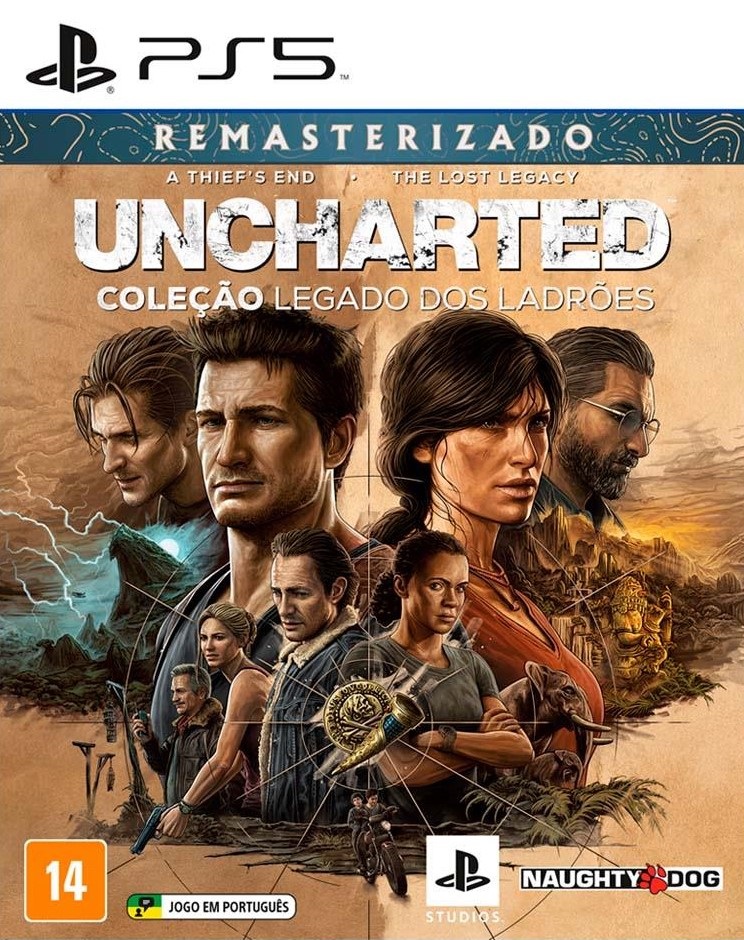 PS5
REMASTERIZADO
A THIEF'S END • THE LOST LEGACY
UNCHARTED
COLEÇÃO LEGADO DOS LADRÕES
14
JOGO EM PORTUGUÊS
STUDIOS
NAUGHTY DOG